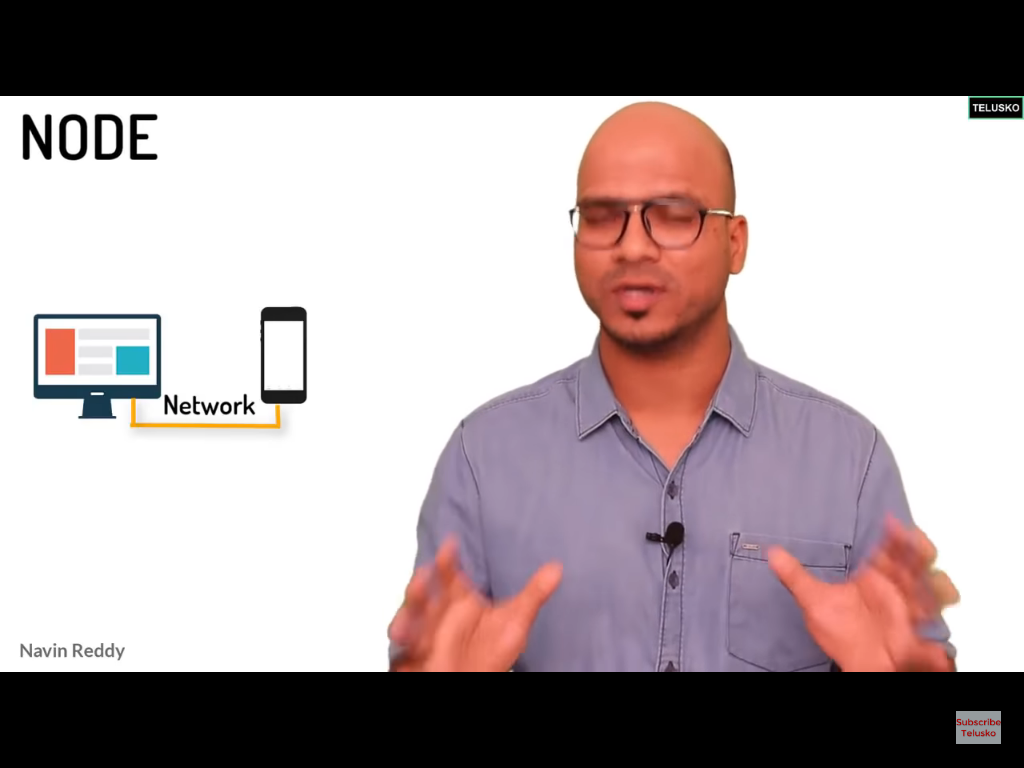 NODE
TELUSKO
Network
Navin Reddy
Subscribe
Telusko